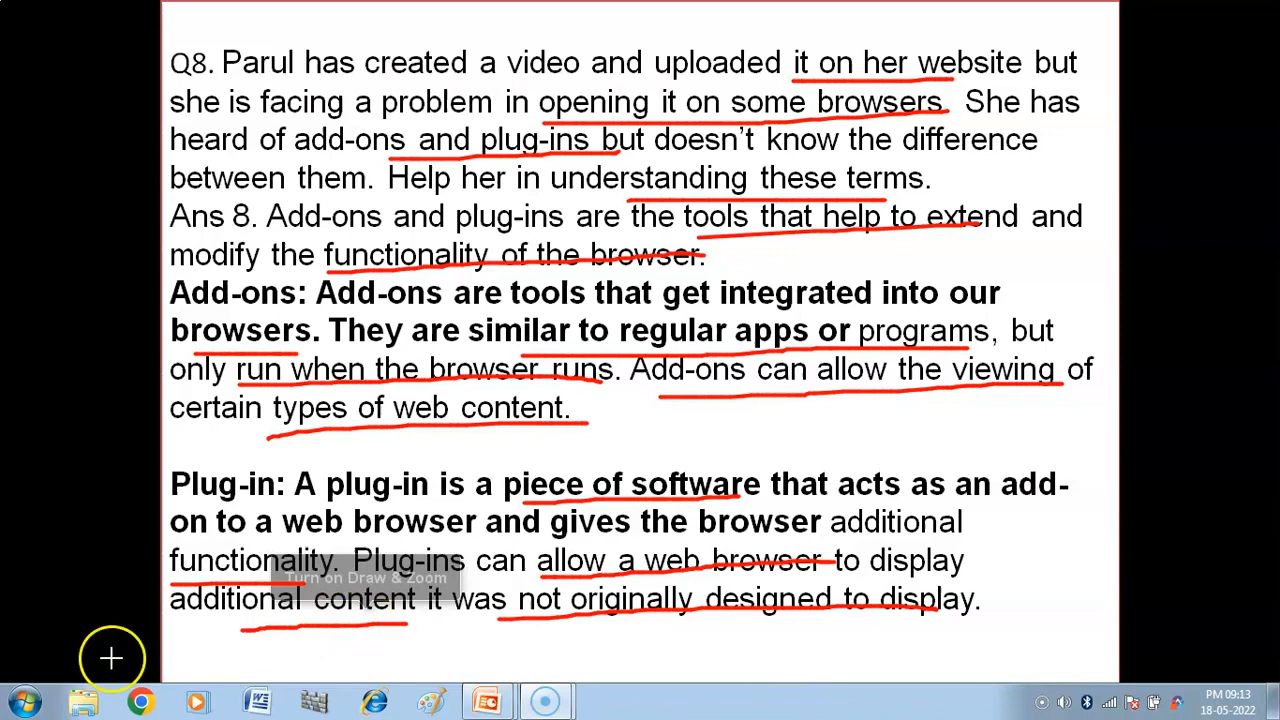 Q8. Parul has created a video and uploaded it on her website but
she is facing a problem in opening it on some browsers. She has
heard of add-ons and plug-ins but doesn't know the difference
between them. Help her in understanding these terms.
Ans 8. Add-ons and plug-ins are the tools that help to extend and
modify the functionality of the browser.
Add-ons: Add-ons are tools that get integrated into our
browsers. They are similar to regular apps or programs, but
only run when the browser runs. Add-ons can allow the viewing of
certain types of web content.
Plug-in: A plug-in is a piece of software that acts as an add-
on to a web browser and gives the browser additional
functionality. Plug-ins can allow a web browser to display
Turn on Draw & Zoom
additional content it was not originally designed to display.
PM 09:13
18-05-2022